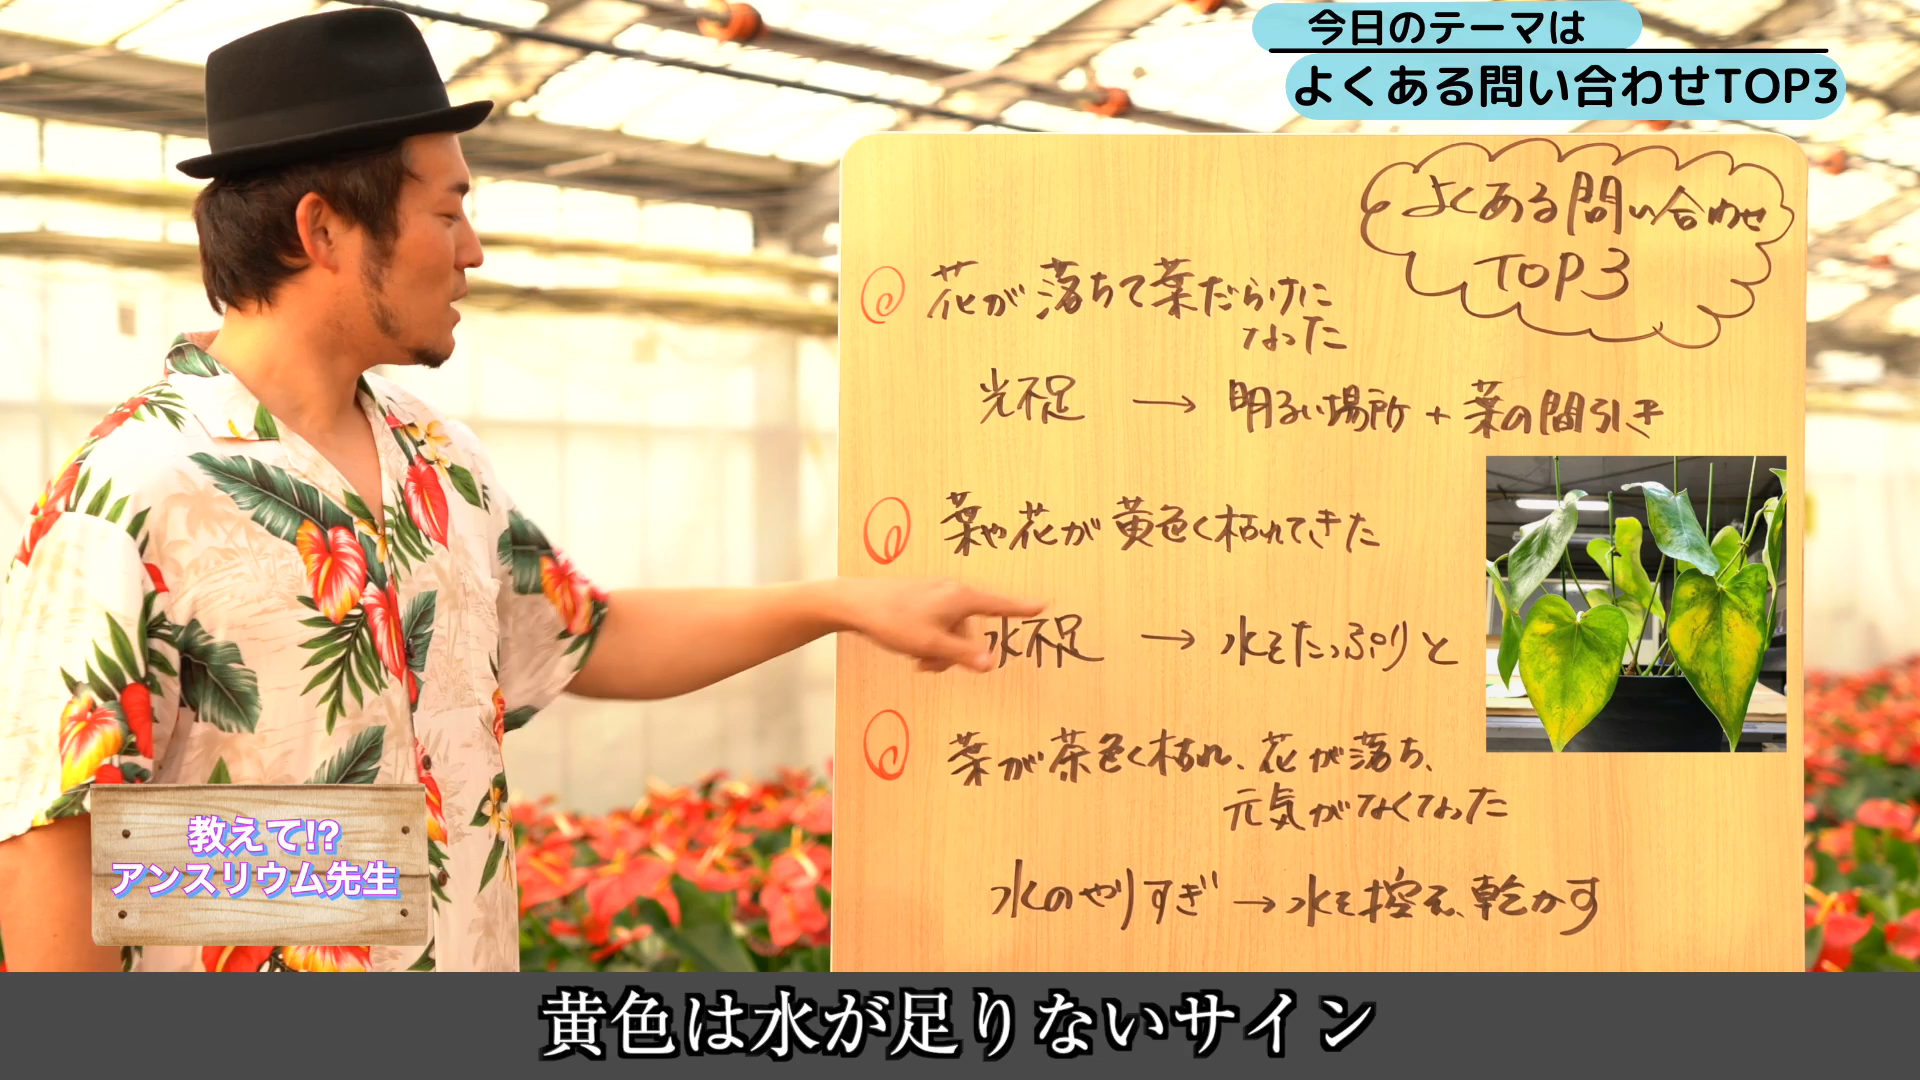 今日のテーマは
よくある問い合わせTOP3
よくある問い合わせ
TOP3
花が落ちて葉だらけに
なった
光不足 → 明るい場所 + 葉の間引き
葉や花が黄色く枯れてきた
水不足 → 水をたっぷりと
葉が茶色く枯れ、花が落ち、
元気がなくなった
水のやりすぎ → 水を控え、乾かす
教えて!?
アンスリウム先生
黄色は水が足りないサイン